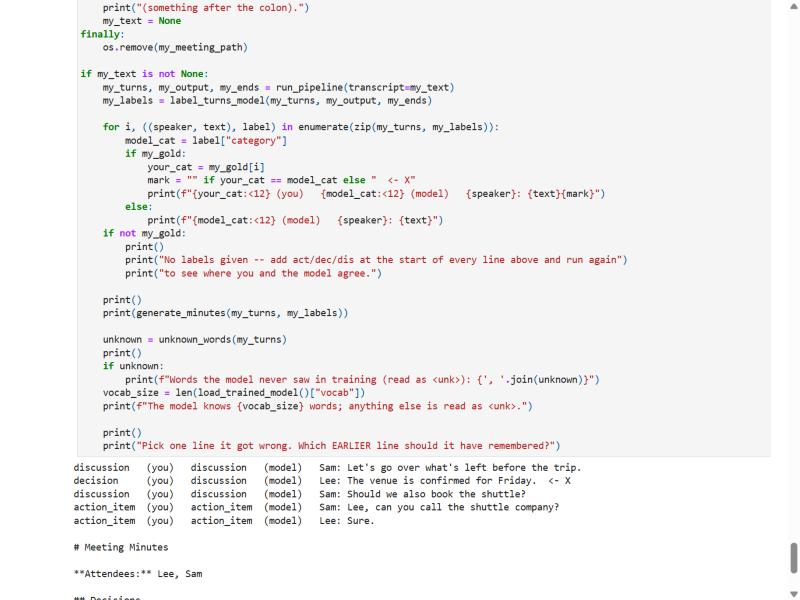 print("(something after the colon).")
my_text = None
finally:
os.remove(my_meeting_path)
if my_text is not None:
my_turns, my_output, my_ends = run_pipeline(transcript=my_text)
my_labels = label_turns_model(my_turns, my_output, my_ends)
for i, ((speaker, text), label) in enumerate(zip(my_turns, my_labels)):
model_cat = label["category"]
if my_gold:
your_cat = my_gold[i]
mark = "" if your_cat == model_cat else "  <- X"
print(f"{your_cat:<12} (you)   {model_cat:<12} (model)   {speaker}: {text}{mark}")
else:
print(f"{model_cat:<12} (model)   {speaker}: {text}")
if not my_gold:
print()
print("No labels given -- add act/dec/dis at the start of every line above and run again")
print("to see where you and the model agree.")
print()
print(generate_minutes(my_turns, my_labels))
unknown = unknown_words(my_turns)
print()
if unknown:
print(f"Words the model never saw in training (read as <unk>): {', '.join(unknown)}")
vocab_size = len(load_trained_model()["vocab"])
print(f"The model knows {vocab_size} words; anything else is read as <unk>.")
print()
print("Pick one line it got wrong. Which EARLIER line should it have remembered?")
discussion   (you)   discussion   (model)   Sam: Let's go over what's left before the trip.
decision     (you)   discussion   (model)   Lee: The venue is confirmed for Friday.  <- X
discussion   (you)   discussion   (model)   Sam: Should we also book the shuttle?
action_item  (you)   action_item  (model)   Sam: Lee, can you call the shuttle company?
action_item  (you)   action_item  (model)   Lee: Sure.
# Meeting Minutes
**Attendees:** Lee, Sam
## Decisions